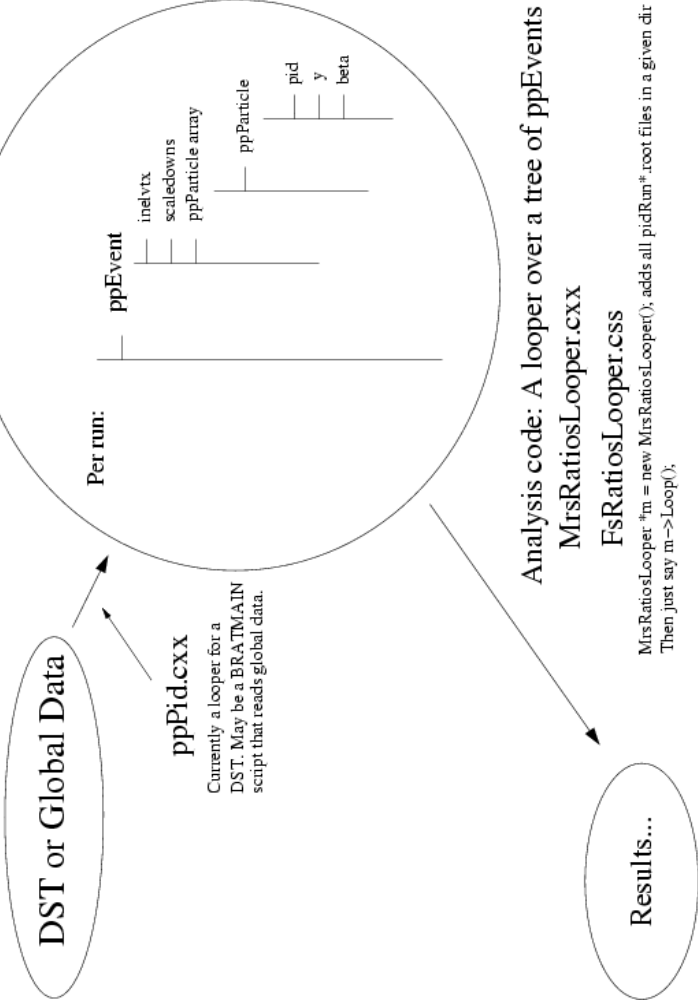 DST or Global Data
ppPid.cxx
Currently a looper for a
DST. May be a BRATMAIN
script that reads global data.
Per run:
ppEvent
inelvtx
scaledowns
ppParticle array
ppParticle
pid
y
beta
Analysis code: A looper over a tree of ppEvents
MrsRatiosLooper.cxx
FsRatiosLooper.css
MrsRatiosLooper *m = new MrsRatiosLooper(); adds all pidRun*.root files in a given dir
Then just say m->Loop();
Results...